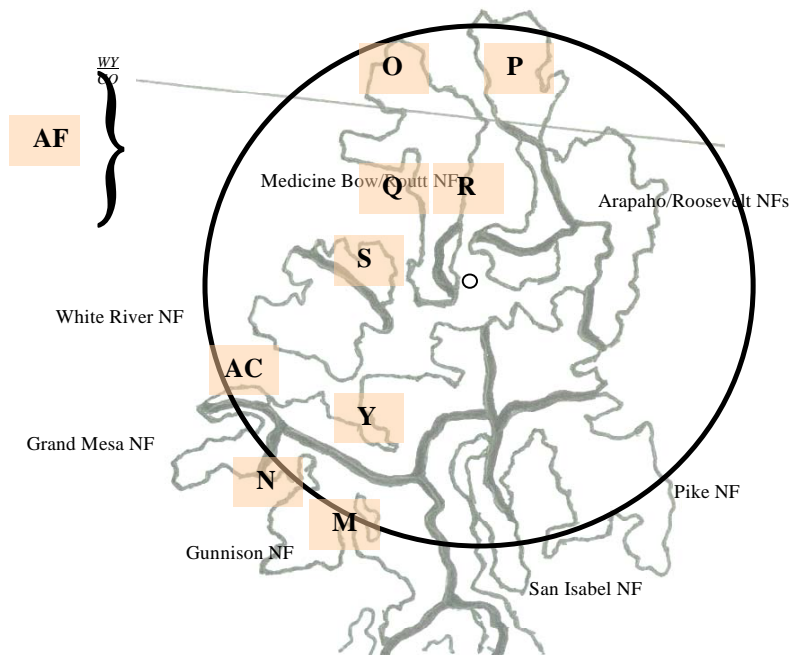 O
P
WY
CO
AF
Medicine Bow/Routt NF
Q
R
Arapaho/Roosevelt NFs
S
White River NF
AC
Y
Grand Mesa NF
N
Pike NF
M
Gunnison NF
San Isabel NF